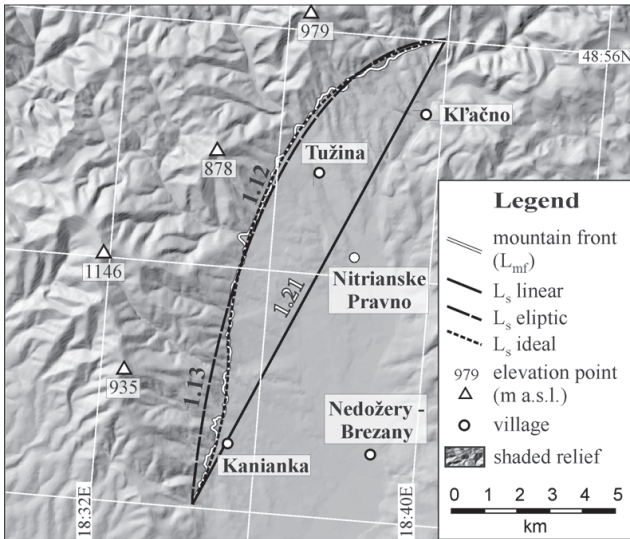 979
48:56N
Kľačno
Tužina
878
1.12
1146
Nitrianske
Pravno
1.21
935
1.13
Nedožery -
Brezany
Kanianka
18:32E
18:40E
Legend
mountain front
(Lmf)
Ls linear
Ls eliptic
Ls ideal
979 elevation point
(m a.s.l.)
village
shaded relief
0 1 2 3 4 5
km